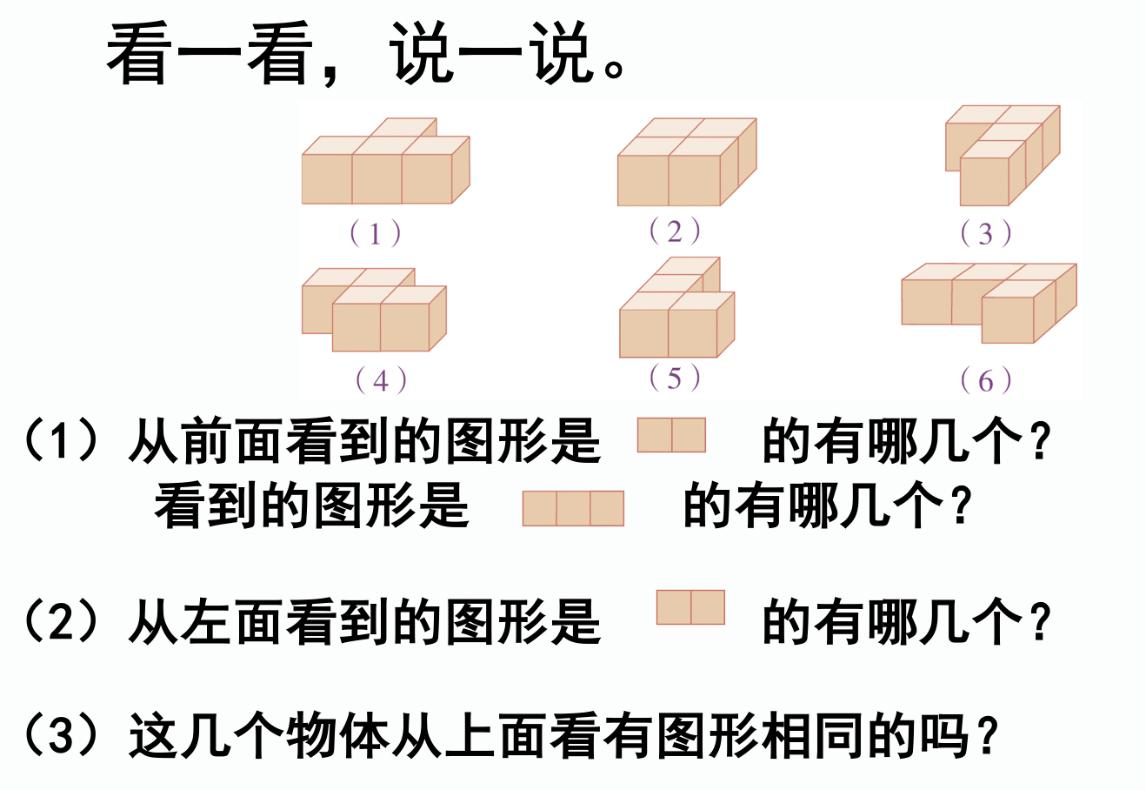 看一看，说一说。
（1） （2） （3）
（4） （5） （6）
（1）从前面看到的图形是 的有哪几个？
看到的图形是 的有哪几个？
（2）从左面看到的图形是 的有哪几个？
（3）这几个物体从上面看有图形相同的吗？